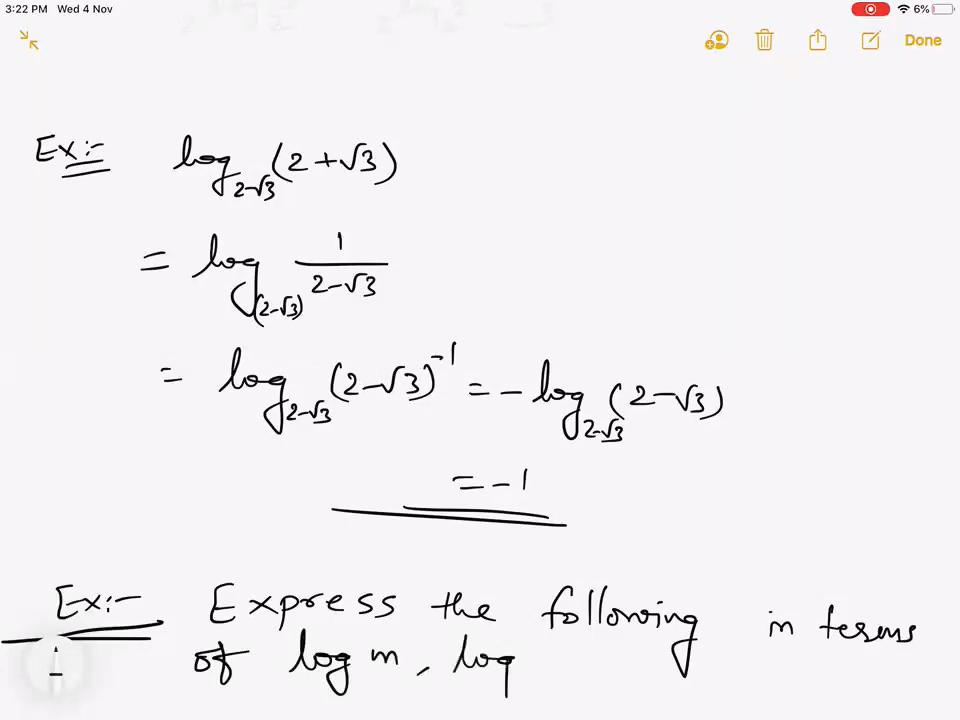 3:22 PM Wed 4 Nov 6%
Done
Ex:- log_{2-√3}(2+√3)
= log_{(2-√3)} 1/(2-√3)
= log_{2-√3}(2-√3)^{-1} = - log_{2-√3}(2-√3)
= -1
Ex:- Express the following in terms
of log m, log